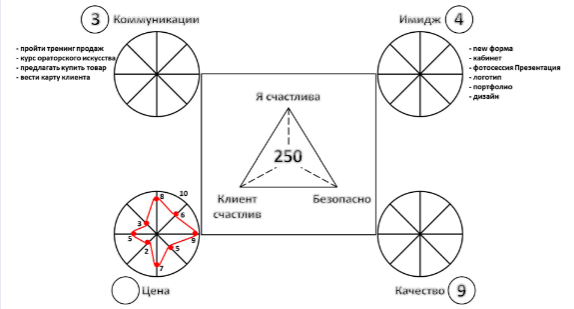 3 Коммуникации
- пройти тренинг продаж
- курс ораторского искусства
- предлагать купить товар
- вести карту клиента
Имидж 4
- new форма
- кабинет
- фотосессия Презентация
- логотип
- портфолио
- дизайн
Я счастлива
250
Клиент счастлив
Безопасно
8
10
6
3
5
9
2
5
7
Цена
Качество 9